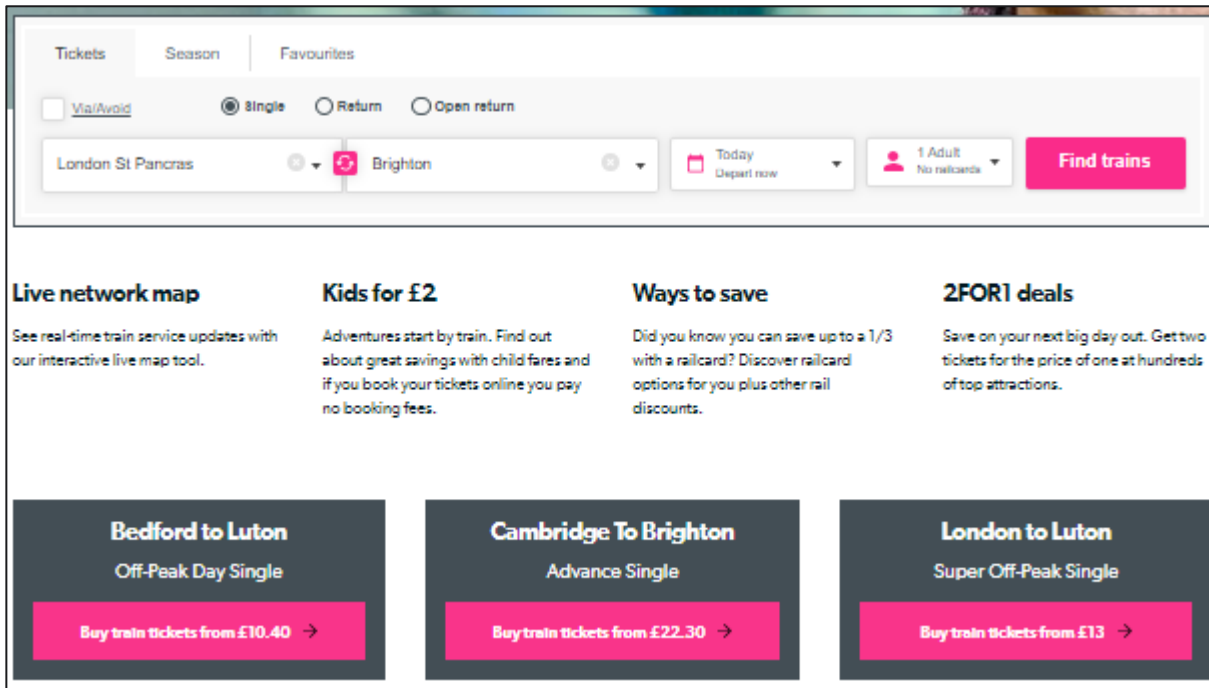 Tickets Season Favourites
Via/Avoid Single Return Open return
London St Pancras Brighton Today 1 Adult Find trains
Depart now No railcards
Live network map
See real-time train service updates with
our interactive live map tool.
Kids for £2
Adventures start by train. Find out
about great savings with child fares and
if you book your tickets online you pay
no booking fees.
Ways to save
Did you know you can save up to a 1/3
with a railcard? Discover railcard
options for you plus other rail
discounts.
2FOR1 deals
Save on your next big day out. Get two
tickets for the price of one at hundreds
of top attractions.
Bedford to Luton
Off-Peak Day Single
Buy train tickets from £10.40 →
Cambridge To Brighton
Advance Single
Buy train tickets from £22.30 →
London to Luton
Super Off-Peak Single
Buy train tickets from £13 →